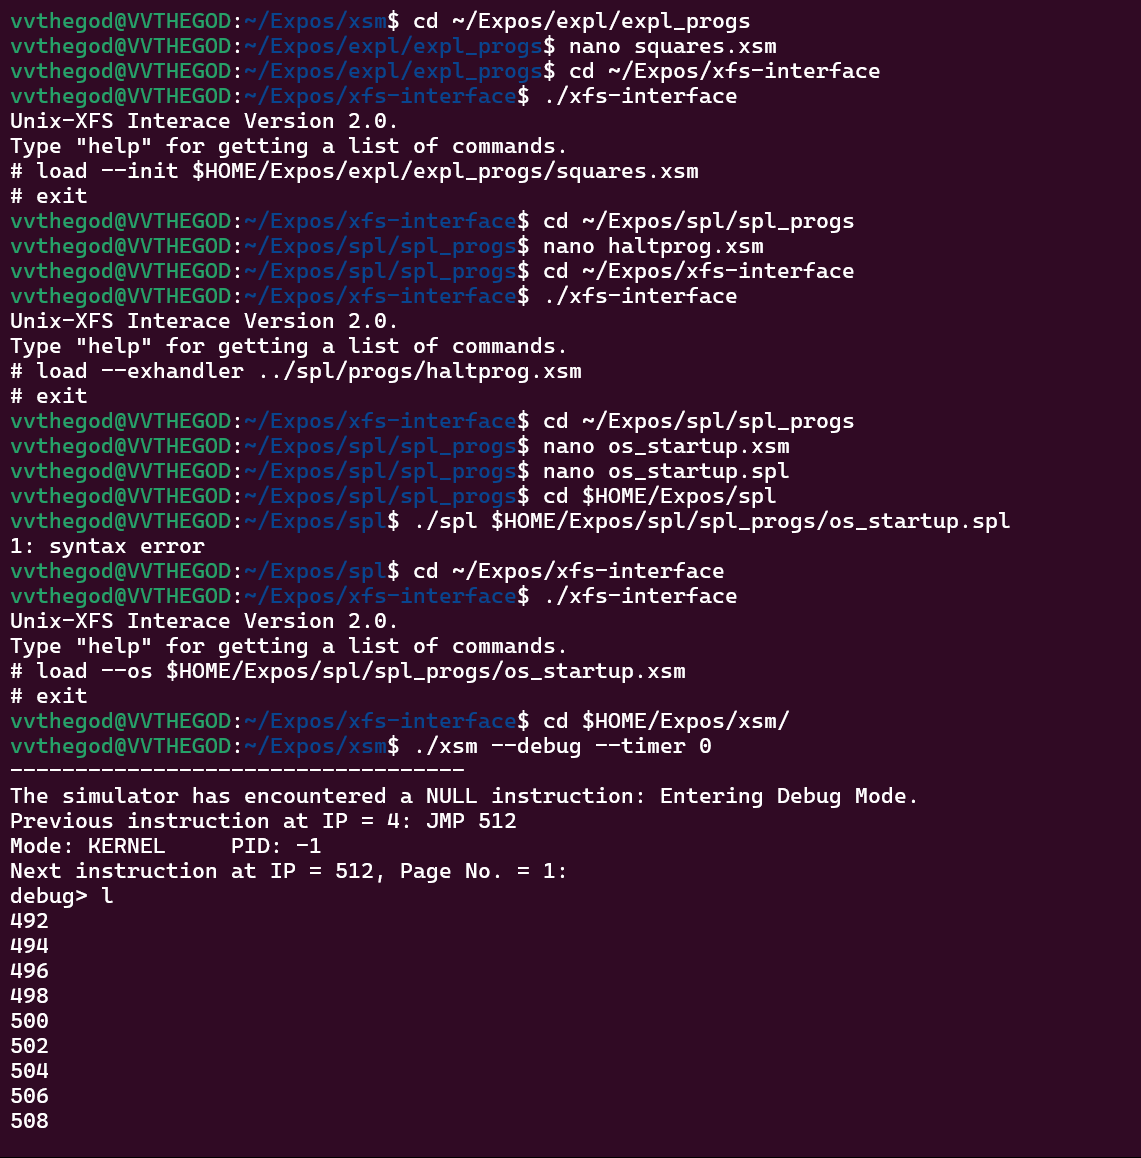 vvthegod@VVTHEGOD:~/Expos/xsm$ cd ~/Expos/expl/expl_progs
vvthegod@VVTHEGOD:~/Expos/expl/expl_progs$ nano squares.xsm
vvthegod@VVTHEGOD:~/Expos/expl/expl_progs$ cd ~/Expos/xfs-interface
vvthegod@VVTHEGOD:~/Expos/xfs-interface$ ./xfs-interface
Unix-XFS Interace Version 2.0.
Type "help" for getting a list of commands.
# load --init $HOME/Expos/expl/expl_progs/squares.xsm
# exit
vvthegod@VVTHEGOD:~/Expos/xfs-interface$ cd ~/Expos/spl/spl_progs
vvthegod@VVTHEGOD:~/Expos/spl/spl_progs$ nano haltprog.xsm
vvthegod@VVTHEGOD:~/Expos/spl/spl_progs$ cd ~/Expos/xfs-interface
vvthegod@VVTHEGOD:~/Expos/xfs-interface$ ./xfs-interface
Unix-XFS Interace Version 2.0.
Type "help" for getting a list of commands.
# load --exhandler ../spl/progs/haltprog.xsm
# exit
vvthegod@VVTHEGOD:~/Expos/xfs-interface$ cd ~/Expos/spl/spl_progs
vvthegod@VVTHEGOD:~/Expos/spl/spl_progs$ nano os_startup.xsm
vvthegod@VVTHEGOD:~/Expos/spl/spl_progs$ nano os_startup.spl
vvthegod@VVTHEGOD:~/Expos/spl/spl_progs$ cd $HOME/Expos/spl
vvthegod@VVTHEGOD:~/Expos/spl$ ./spl $HOME/Expos/spl/spl_progs/os_startup.spl
1: syntax error
vvthegod@VVTHEGOD:~/Expos/spl$ cd ~/Expos/xfs-interface
vvthegod@VVTHEGOD:~/Expos/xfs-interface$ ./xfs-interface
Unix-XFS Interace Version 2.0.
Type "help" for getting a list of commands.
# load --os $HOME/Expos/spl/spl_progs/os_startup.xsm
# exit
vvthegod@VVTHEGOD:~/Expos/xfs-interface$ cd $HOME/Expos/xsm/
vvthegod@VVTHEGOD:~/Expos/xsm$ ./xsm --debug --timer 0
-----------------------------------
The simulator has encountered a NULL instruction: Entering Debug Mode.
Previous instruction at IP = 4: JMP 512
Mode: KERNEL     PID: -1
Next instruction at IP = 512, Page No. = 1:
debug> l
492
494
496
498
500
502
504
506
508